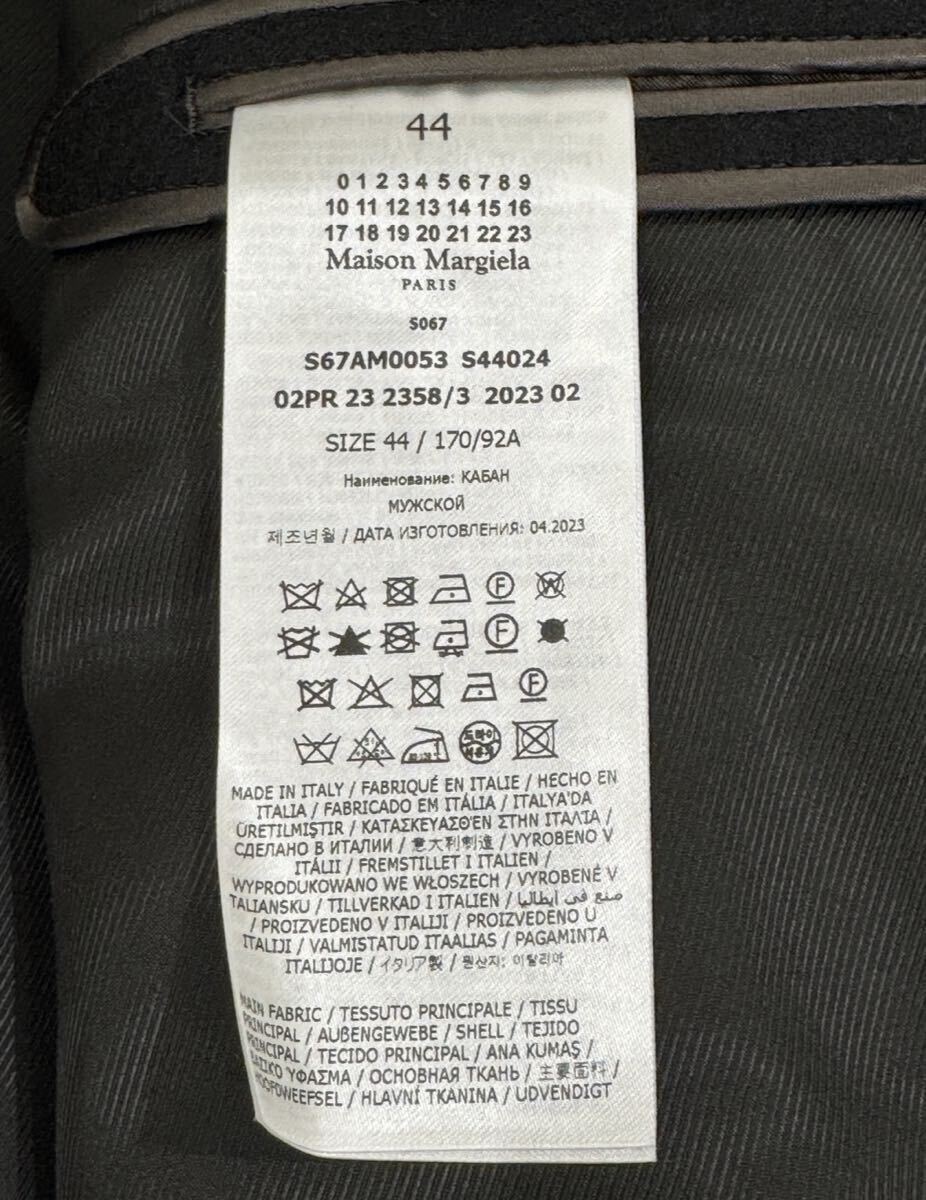 44
0 1 2 3 4 5 6 7 8 9
10 11 12 13 14 15 16
17 18 19 20 21 22 23
Maison Margiela
PARIS
S067
S67AM0053 S44024
02PR 23 2358/3 2023 02
SIZE 44 / 170/92A
Наименование: КАБАН
МУЖСКОЙ
제조년월 / ДАТА ИЗГОТОВЛЕНИЯ: 04.2023
F W
F
F
드라이
MADE IN ITALY / FABRIQUÉ EN ITALIE / HECHO EN
ITALIA / FABRICADO EM ITÁLIA / ITALYA'DA
ÜRETILMIŞTIR / ΚΑΤΑΣΚΕΥΑΣΘ'ΕΝ ΣΤΗΝ ΙΤΑΛΊΑ /
СДЕЛАНО В ИТАЛИИ / 意大利制造 / VYROBENO V
ITÁLII / FREMSTILLET I ITALIEN /
WYPRODUKOWANO WE WŁOSZECH / VYROBENÉ V
TALIANSKU / TILLVERKAD I ITALIEN / صنع في ايطاليا
/ PROIZVEDENO V ITALIJI / PROIZVEDENO U
ITALIJI / VALMISTATUD ITAALIAS / PAGAMINTA
ITALIJOJE / イタリア製 / 원산지: 이탈리아
MAIN FABRIC / TESSUTO PRINCIPALE / TISSU
PRINCIPAL / AUßENGEWEBE / SHELL / TEJIDO
PRINCIPAL / TECIDO PRINCIPAL / ANA KUMAŞ /
ΒΑΣΙΚΟ ΎΦΑΣΜΑ / ОСНОВНАЯ ТКАНЬ / 主要面料 /
HOOFDWEEFSEL / HLAVNÍ TKANINA / UDVENDIGT